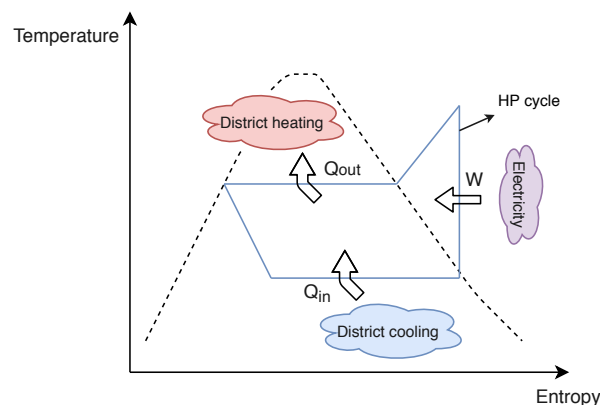 Temperature
HP cycle
District heating
Qout
W
Electricity
Qin
District cooling
Entropy